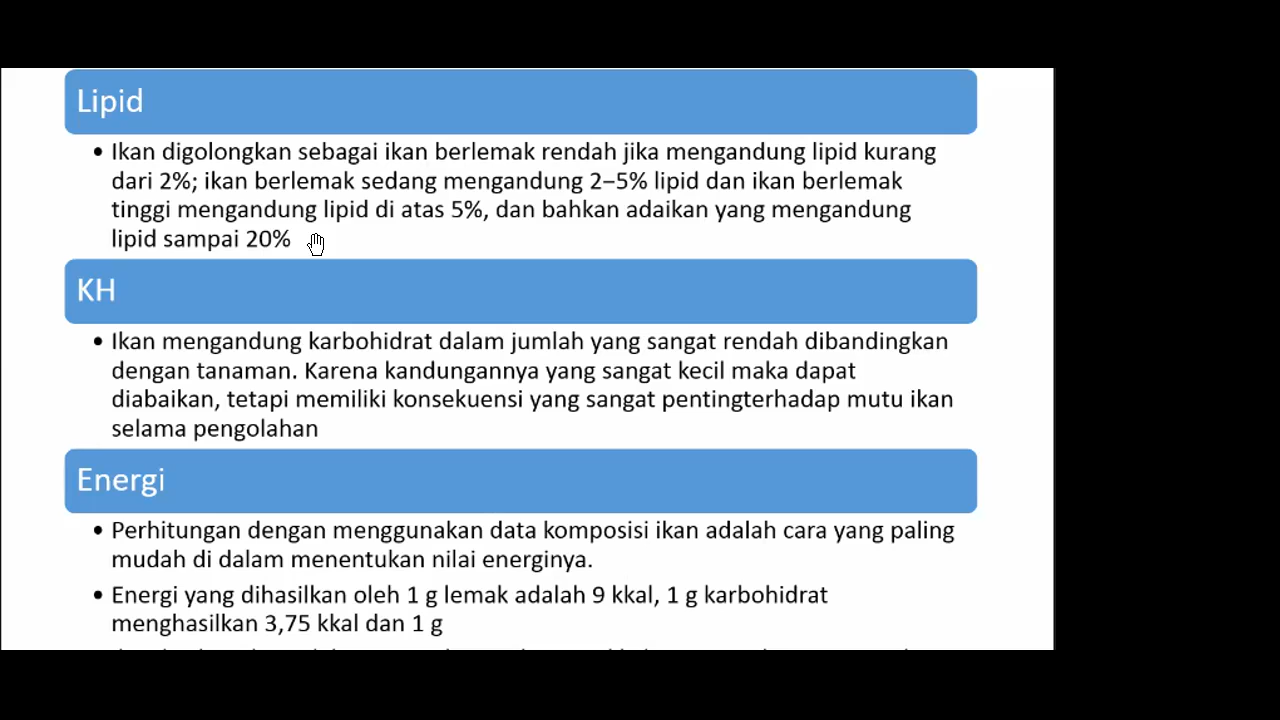 Lipid
• Ikan digolongkan sebagai ikan berlemak rendah jika mengandung lipid kurang
dari 2%; ikan berlemak sedang mengandung 2–5% lipid dan ikan berlemak
tinggi mengandung lipid di atas 5%, dan bahkan adaikan yang mengandung
lipid sampai 20%
KH
• Ikan mengandung karbohidrat dalam jumlah yang sangat rendah dibandingkan
dengan tanaman. Karena kandungannya yang sangat kecil maka dapat
diabaikan, tetapi memiliki konsekuensi yang sangat pentingterhadap mutu ikan
selama pengolahan
Energi
• Perhitungan dengan menggunakan data komposisi ikan adalah cara yang paling
mudah di dalam menentukan nilai energinya.
• Energi yang dihasilkan oleh 1 g lemak adalah 9 kkal, 1 g karbohidrat
menghasilkan 3,75 kkal dan 1 g